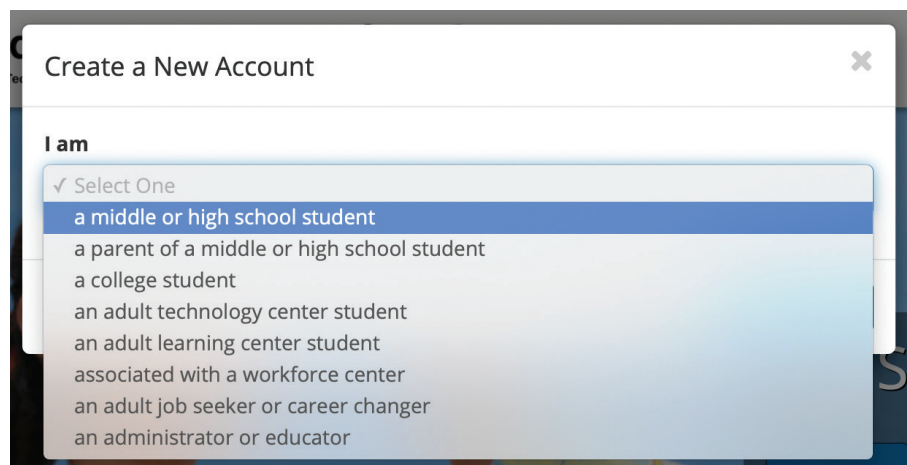 Create a New Account
✖
I am
✓ Select One
a middle or high school student
a parent of a middle or high school student
a college student
an adult technology center student
an adult learning center student
associated with a workforce center
an adult job seeker or career changer
an administrator or educator
S